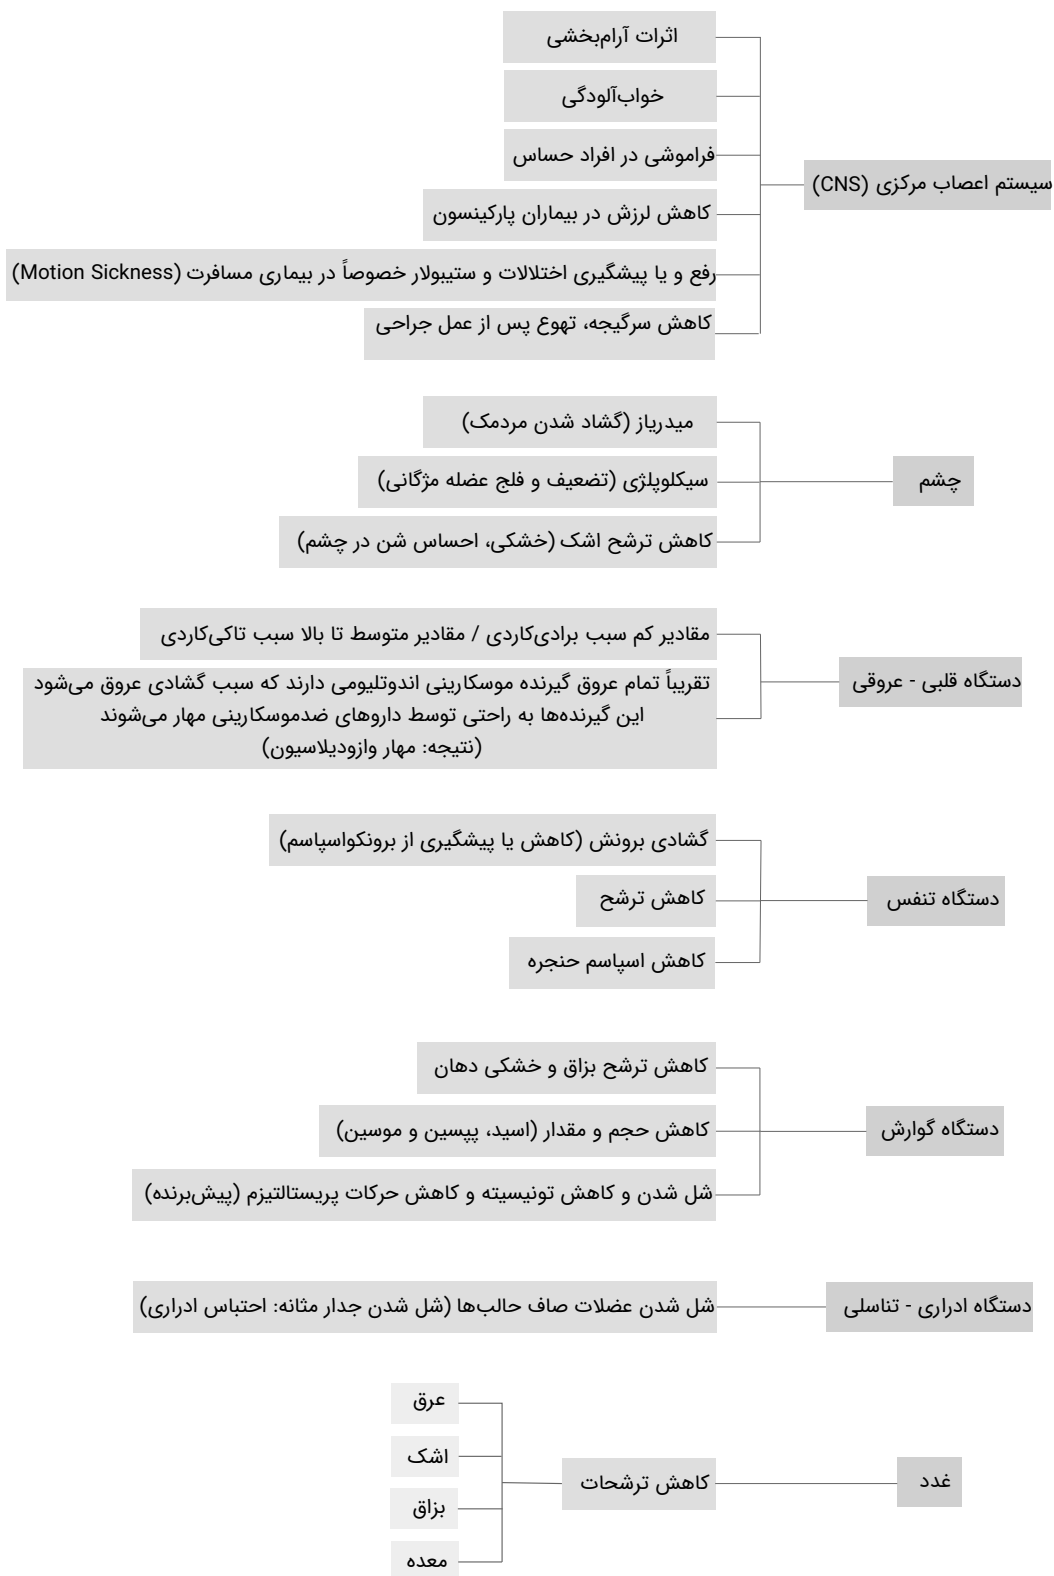 سیستم اعصاب مرکزی (CNS)
اثرات آرام‌بخشی
خواب‌آلودگی
فراموشی در افراد حساس
کاهش لرزش در بیماران پارکینسون
رفع و یا پیشگیری اختلالات و ستیبولار خصوصاً در بیماری مسافرت (Motion Sickness)
کاهش سرگیجه، تهوع پس از عمل جراحی
چشم
میدریاز (گشاد شدن مردمک)
سیکلوپلژی (تضعیف و فلج عضله مژگانی)
کاهش ترشح اشک (خشکی، احساس شن در چشم)
دستگاه قلبی - عروقی
مقادیر کم سبب برادی‌کاردی / مقادیر متوسط تا بالا سبب تاکی‌کاردی
تقریباً تمام عروق گیرنده موسکارینی اندوتلیومی دارند که سبب گشادی عروق می‌شود
این گیرنده‌ها به راحتی توسط داروهای ضدموسکارینی مهار می‌شوند
(نتیجه: مهار وازودیلاسیون)
دستگاه تنفس
گشادی برونش (کاهش یا پیشگیری از برونکواسپاسم)
کاهش ترشح
کاهش اسپاسم حنجره
دستگاه گوارش
کاهش ترشح بزاق و خشکی دهان
کاهش حجم و مقدار (اسید، پپسین و موسین)
شل شدن و کاهش تونیسیته و کاهش حرکات پریستالتیزم (پیش‌برنده)
دستگاه ادراری - تناسلی
شل شدن عضلات صاف حالب‌ها (شل شدن جدار مثانه: احتباس ادراری)
غدد
کاهش ترشحات
عرق
اشک
بزاق
معده